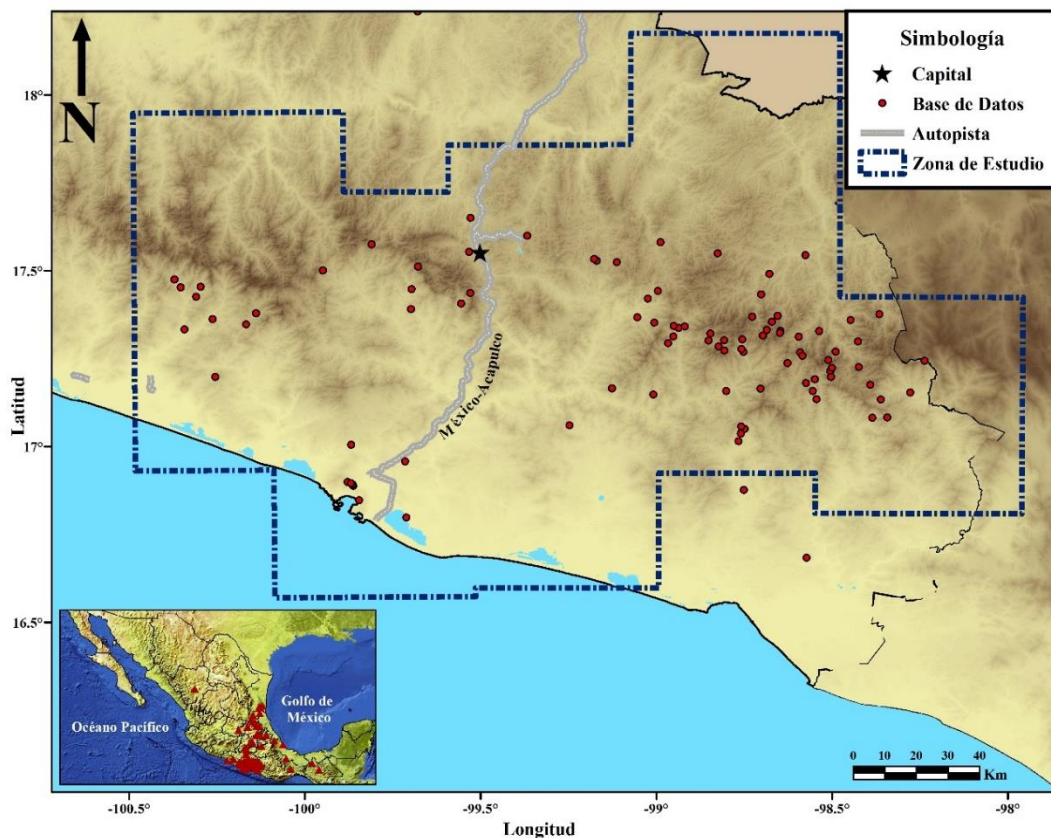 N
Simbología
Capital
Base de Datos
Autopista
Zona de Estudio
18°
17.5°
17°
16.5°
Latitud
México-Acapulco
Océano Pacífico
Golfo de
México
0 10 20 30 40
Km
-100.5°
-100°
-99.5°
-99°
-98.5°
-98°
Longitud